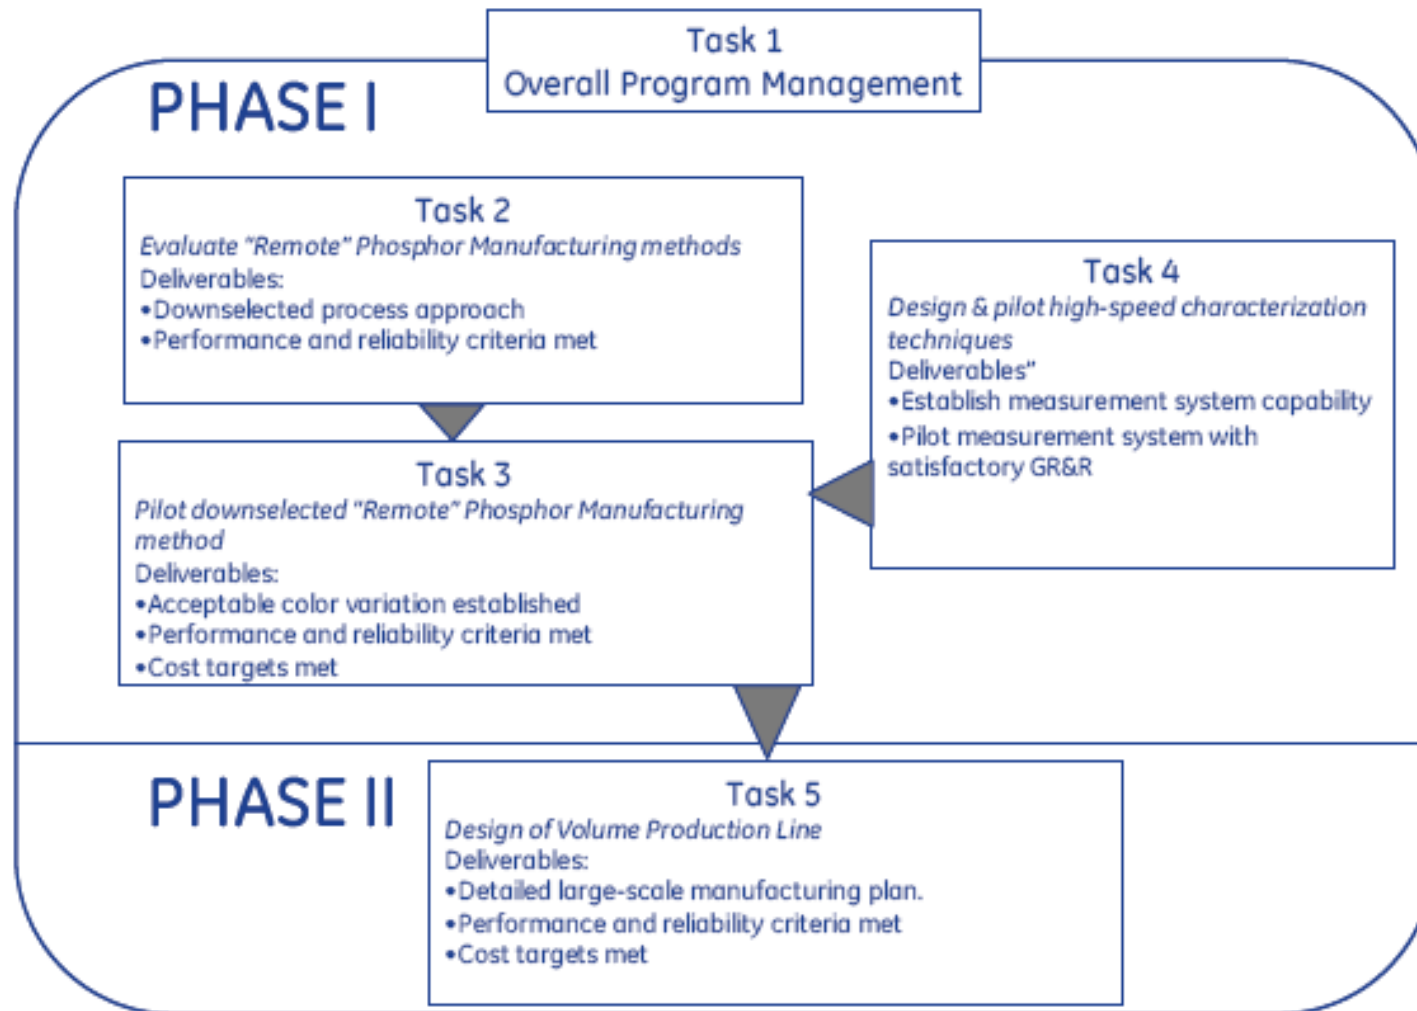 Task 1
Overall Program Management
PHASE I
Task 2
Evaluate “Remote” Phosphor Manufacturing methods
Deliverables:
•Downselected process approach
•Performance and reliability criteria met
Task 4
Design & pilot high-speed characterization
techniques
Deliverables”
•Establish measurement system capability
•Pilot measurement system with
satisfactory GR&R
Task 3
Pilot downselected “Remote” Phosphor Manufacturing
method
Deliverables:
•Acceptable color variation established
•Performance and reliability criteria met
•Cost targets met
PHASE II
Task 5
Design of Volume Production Line
Deliverables:
•Detailed large-scale manufacturing plan.
•Performance and reliability criteria met
•Cost targets met